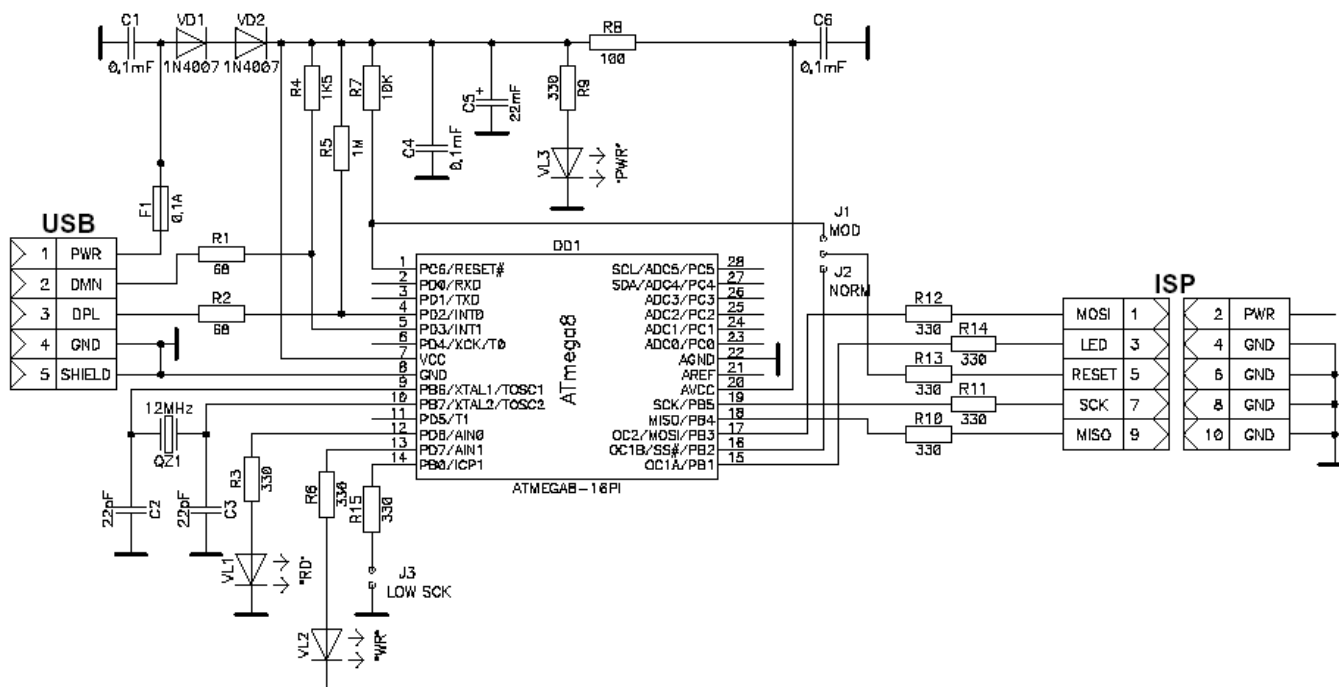 C1
VD1
VD2
0,1mF
1N4007
1N4007
R4
1K5
R7
10K
R5
1M
C4
0,1mF
C5
+
22mF
330
R9
VL3
"PWR"
R8
100
C6
0,1mF
F1
0,1A
USB
1 PWR
2 DMN
3 DPL
4 GND
5 SHIELD
R1
68
R2
68
J1
MOD
J2
NORM
DD1
1 PC6/RESET#
2 PD0/RXD
3 PD1/TXD
4 PD2/INT0
5 PD3/INT1
6 PD4/XCK/T0
7 VCC
8 GND
9 PB6/XTAL1/TOSC1
10 PB7/XTAL2/TOSC2
11 PD5/T1
12 PD6/AIN0
13 PD7/AIN1
14 PB0/ICP1
ATmega8
SCL/ADC5/PC5 28
SDA/ADC4/PC4 27
ADC3/PC3 26
ADC2/PC2 25
ADC1/PC1 24
ADC0/PC0 23
AGND 22
AREF 21
AVCC 20
SCK/PB5 19
MISO/PB4 18
OC2/MOSI/PB3 17
OC1B/SS#/PB2 16
OC1A/PB1 15
ATMEGA8-16PI
ISP
MOSI 1
LED 3
RESET 5
SCK 7
MISO 9
2 PWR
4 GND
6 GND
8 GND
10 GND
R12
330
R14
330
R13
330
R11
330
R10
330
12MHz
QZ1
22pF
C2
22pF
C3
R3
330
VL1
"RD"
R6
330
VL2
"WR"
R15
330
J3
LOW SCK